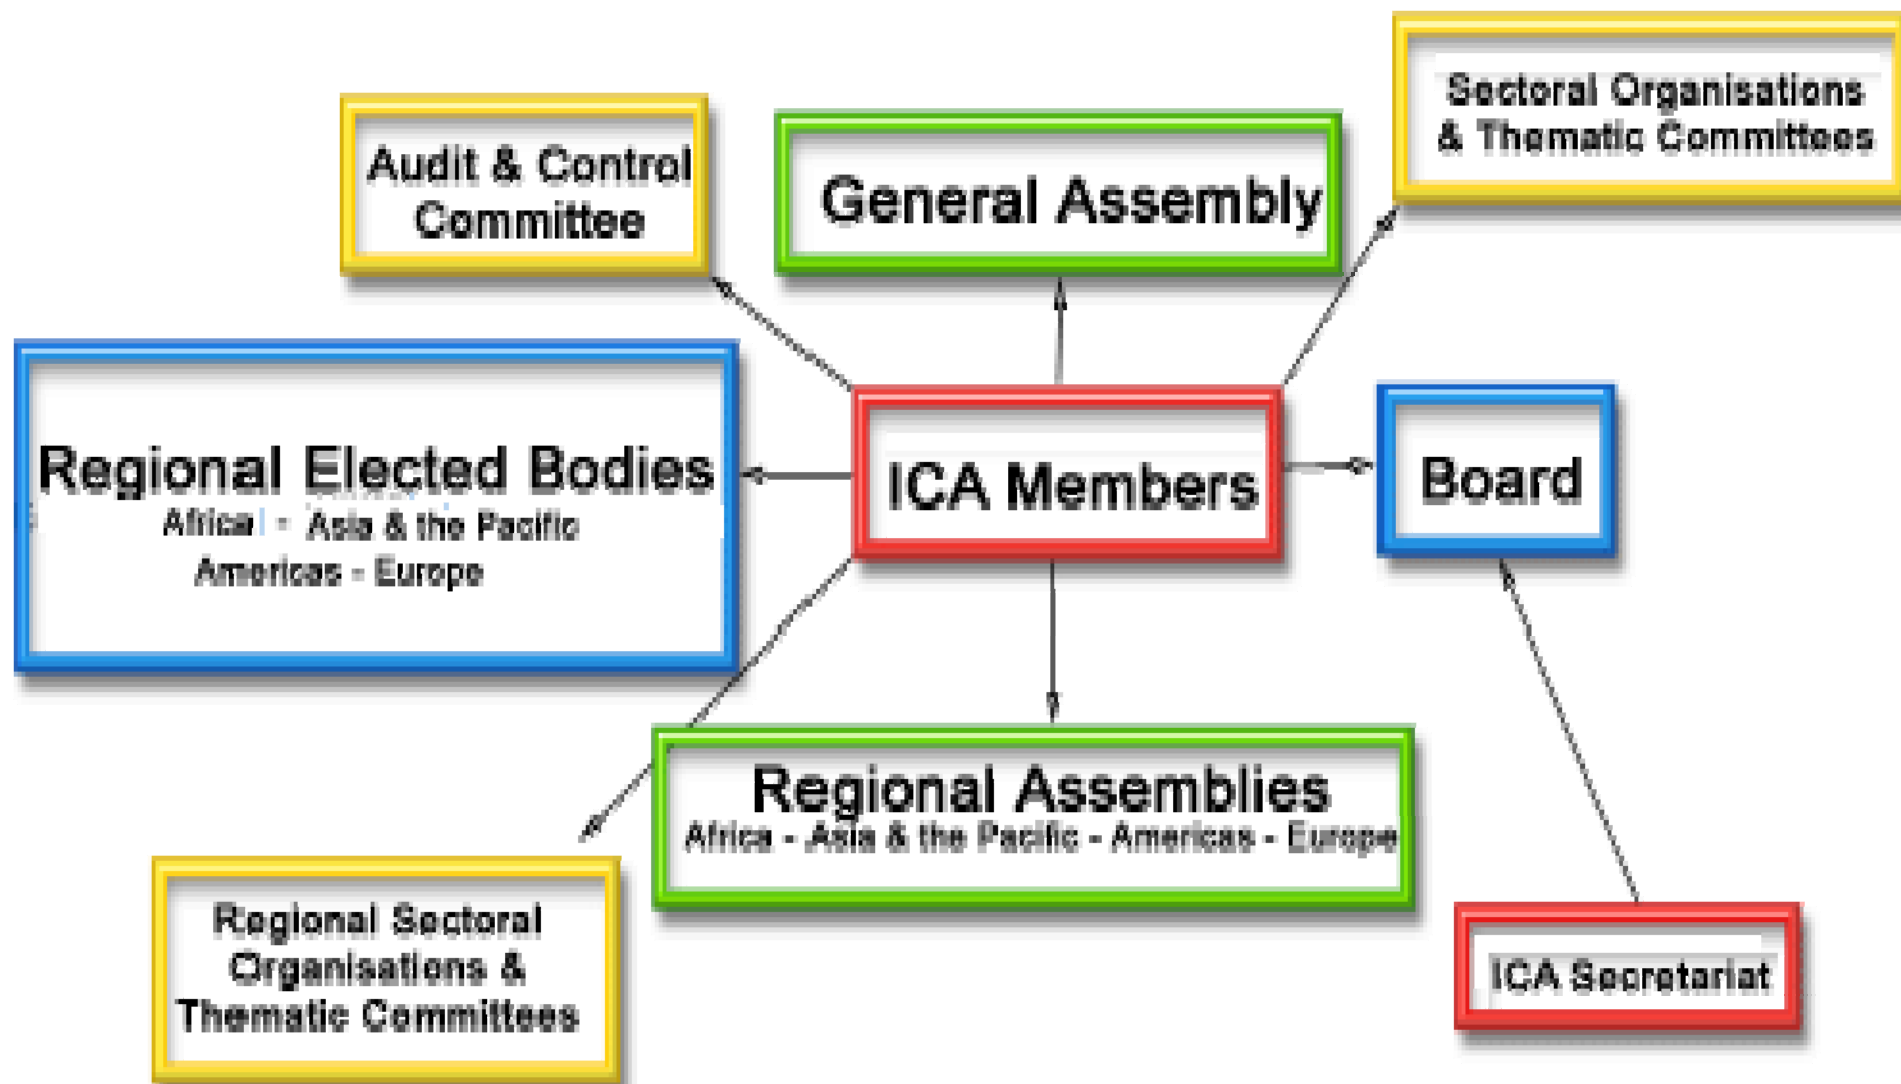 Sectoral Organisations
& Thematic Committees
Audit & Control
Committee
General Assembly
Regional Elected Bodies
Africa - Asia & the Pacific
Americas - Europe
ICA Members
Board
Regional Assemblies
Africa - Asia & the Pacific - Americas - Europe
Regional Sectoral
Organisations &
Thematic Committees
ICA Secretariat